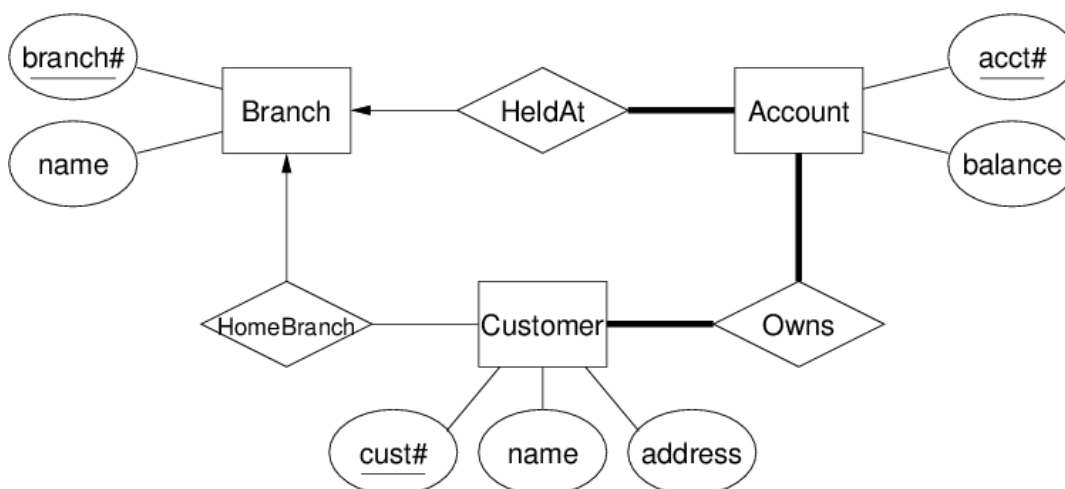 branch#
acct#
Branch
HeldAt
Account
name
balance
HomeBranch
Customer
Owns
cust#
name
address